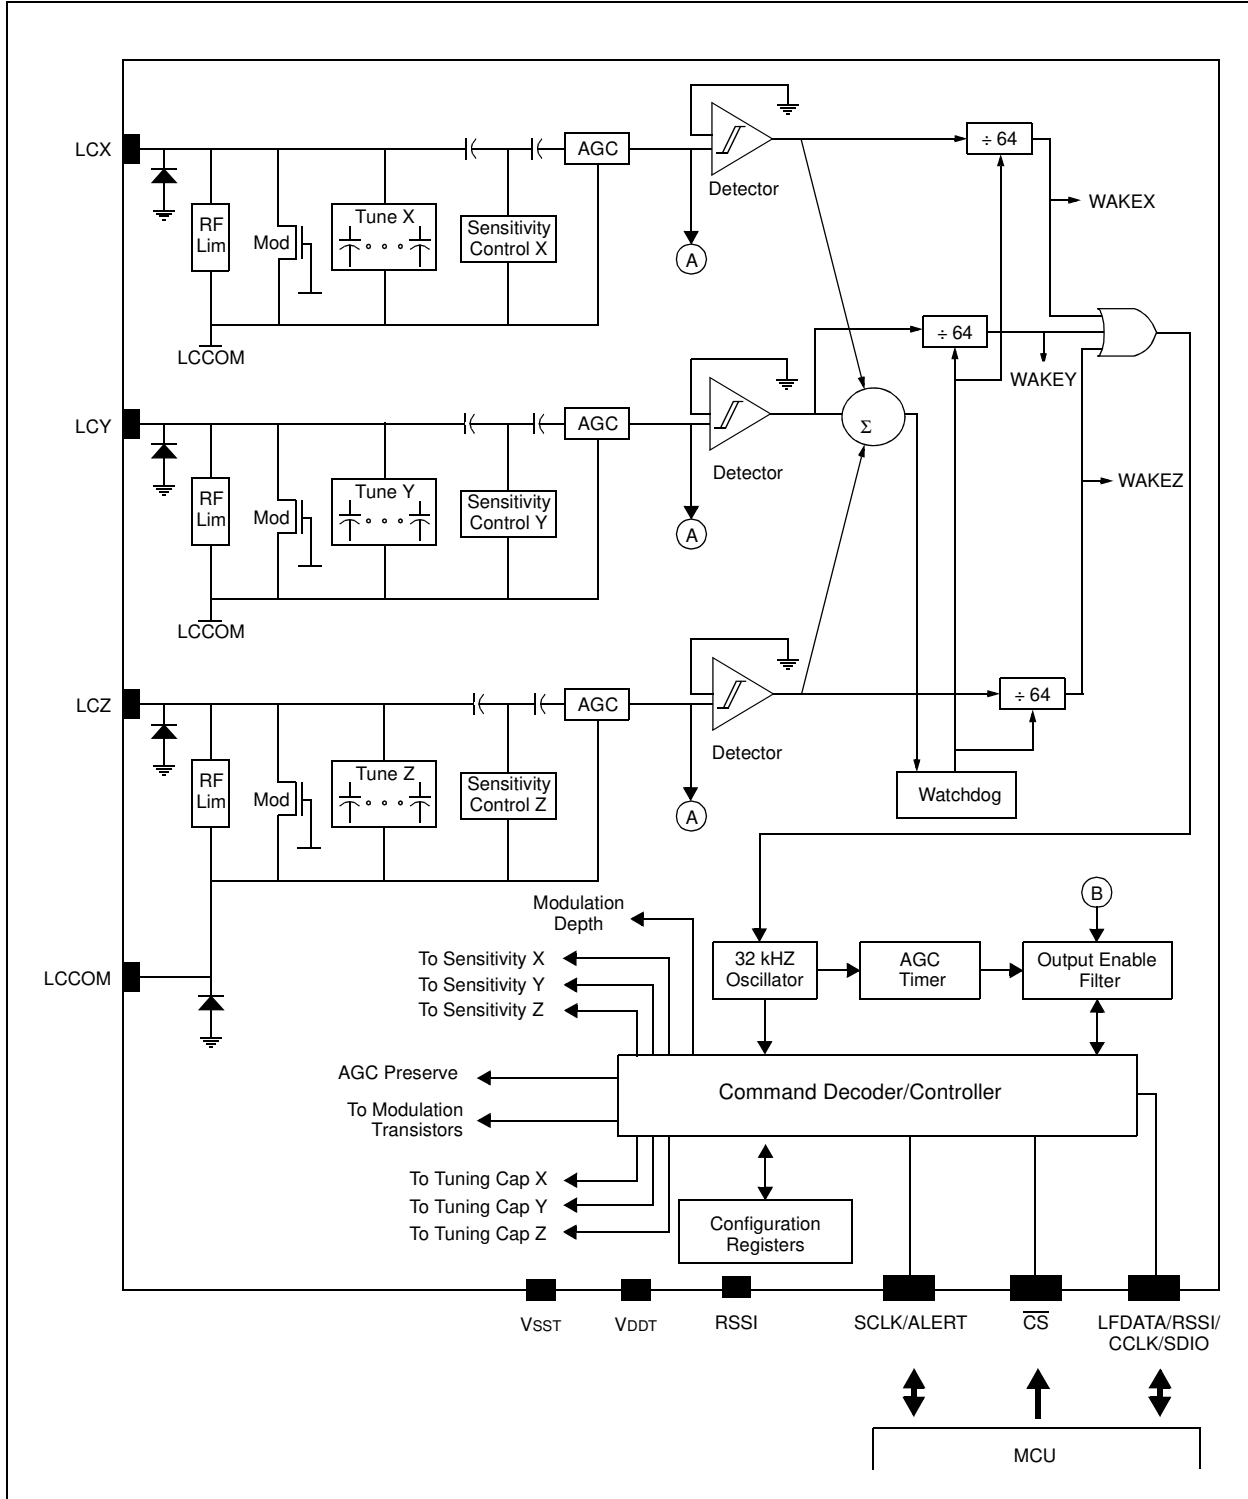 LCX
AGC
÷ 64
Detector
WAKEX
RF
Lim
Mod
Tune X
Sensitivity
Control X
A
LCCOM
÷ 64
WAKEY
LCY
AGC
Σ
Detector
WAKEZ
RF
Lim
Mod
Tune Y
Sensitivity
Control Y
A
LCCOM
LCZ
AGC
÷ 64
Detector
RF
Lim
Mod
Tune Z
Sensitivity
Control Z
A
Watchdog
Modulation
Depth
B
LCCOM
To Sensitivity X
To Sensitivity Y
To Sensitivity Z
32 kHZ
Oscillator
AGC
Timer
Output Enable
Filter
AGC Preserve
To Modulation
Transistors
Command Decoder/Controller
To Tuning Cap X
To Tuning Cap Y
To Tuning Cap Z
Configuration
Registers
VSST
VDDT
RSSI
SCLK/ALERT
CS
LFDATA/RSSI/
CCLK/SDIO
MCU